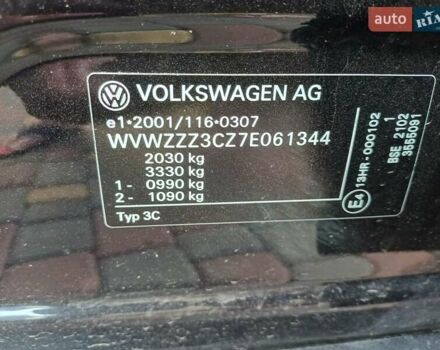 auto RIA
VOLKSWAGEN AG
e1*2001/116*0307
WVWZZZ3CZ7E061344
2030 kg
3330 kg
1 - 0990 kg
2 - 1090 kg
Typ 3C
E4
13HR-000102
1
BSE 2102
3555091